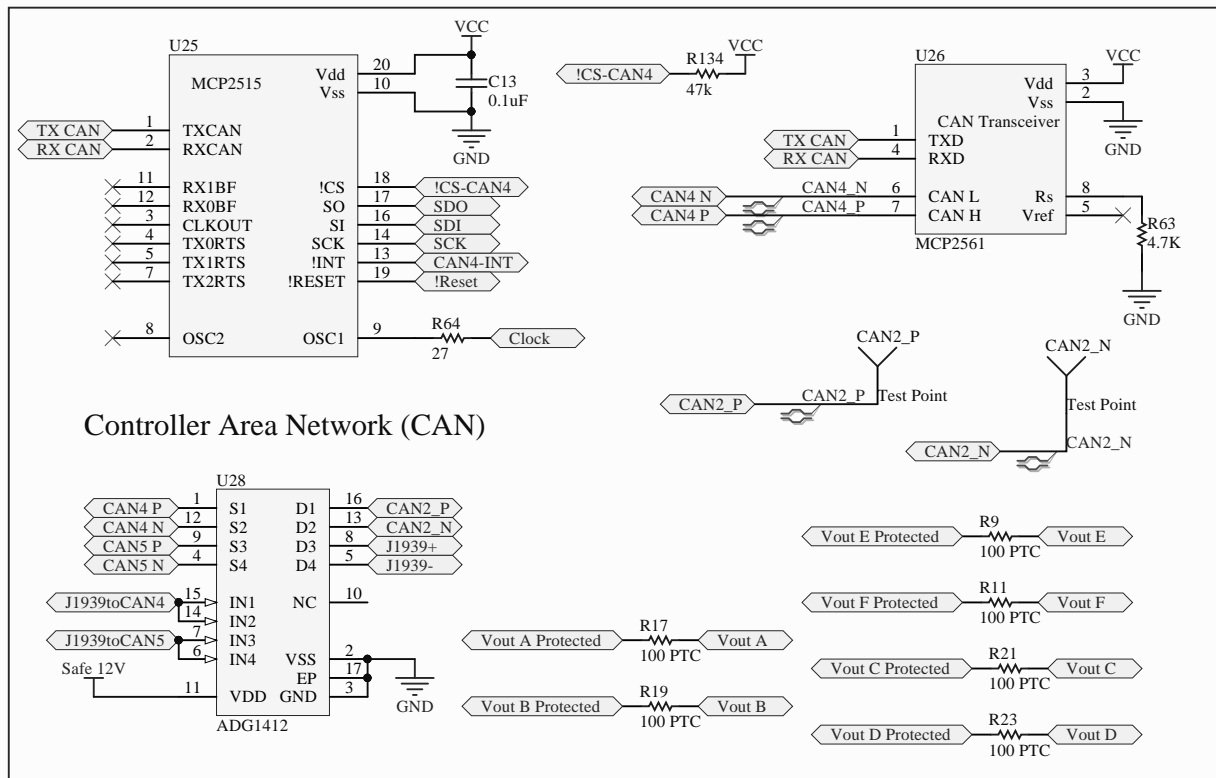 U25
MCP2515
TX CAN 1 TXCAN
RX CAN 2 RXCAN
11 RX1BF
12 RX0BF
3 CLKOUT
4 TX0RTS
5 TX1RTS
7 TX2RTS
8 OSC2
Vdd 20
Vss 10
VCC
C13
0.1uF
GND
!CS 18 !CS-CAN4
SO 17 SDO
SI 16 SDI
SCK 14 SCK
!INT 13 CAN4-INT
!RESET 19 !Reset
OSC1 9 R64 Clock
27
!CS-CAN4 R134 VCC
47k
U26
Vdd 3 VCC
Vss 2
GND
CAN Transceiver
TX CAN 1 TXD
RX CAN 4 RXD
CAN4 N CAN4_N 6 CAN L
CAN4 P CAN4_P 7 CAN H
Rs 8
Vref 5
R63
4.7K
GND
MCP2561
CAN2_P
CAN2_P CAN2_P Test Point
CAN2_N
Test Point
CAN2_N CAN2_N
Controller Area Network (CAN)
U28
CAN4 P 1 S1 D1 16 CAN2_P
CAN4 N 12 S2 D2 13 CAN2_N
CAN5 P 9 S3 D3 8 J1939+
CAN5 N 4 S4 D4 5 J1939-
J1939toCAN4 15 IN1 NC 10
14 IN2
J1939toCAN5 7 IN3
6 IN4
VSS 2
EP 17
GND 3
GND
Safe 12V
11 VDD
ADG1412
Vout A Protected R17 Vout A
100 PTC
Vout B Protected R19 Vout B
100 PTC
Vout E Protected R9 Vout E
100 PTC
Vout F Protected R11 Vout F
100 PTC
Vout C Protected R21 Vout C
100 PTC
Vout D Protected R23 Vout D
100 PTC